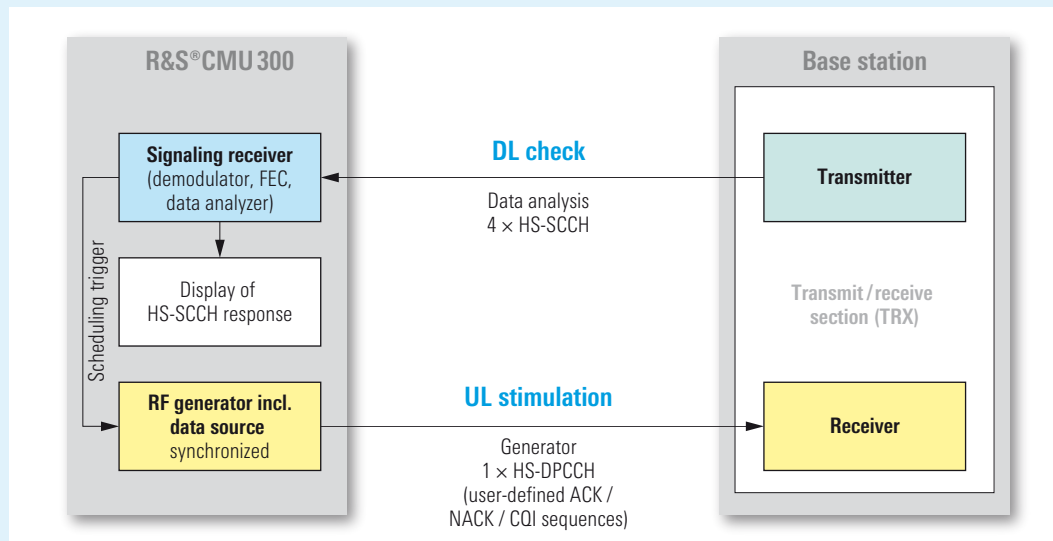 R&S®CMU 300
Base station
Signaling receiver
(demodulator, FEC,
data analyzer)
DL check
Data analysis
4 × HS-SCCH
Transmitter
Scheduling trigger
Display of
HS-SCCH response
Transmit / receive
section (TRX)
RF generator incl.
data source
synchronized
UL stimulation
Generator
1 × HS-DPCCH
(user-defined ACK /
NACK / CQI sequences)
Receiver